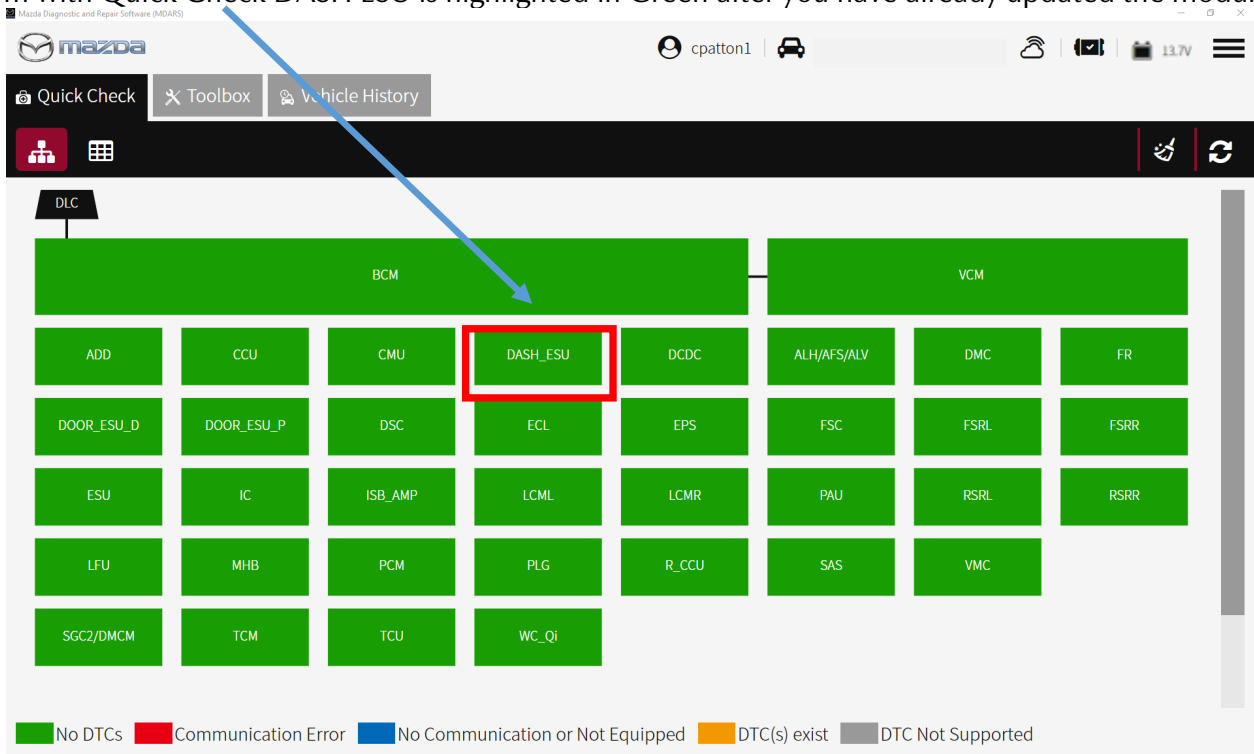 with Quick Check DASH ESU is highlighted in Green after you have already updated the
Mazda Diagnostic and Repair Software (MDARS)
mazda
cpatton1
13.7V
Quick Check
Toolbox
Vehicle History
DLC
BCM
VCM
ADD
CCU
CMU
DASH_ESU
DCDC
ALH/AFS/ALV
DMC
FR
DOOR_ESU_D
DOOR_ESU_P
DSC
ECL
EPS
FSC
FSRL
FSRR
ESU
IC
ISB_AMP
LCML
LCMR
PAU
RSRL
RSRR
LFU
MHB
PCM
PLG
R_CCU
SAS
VMC
SGC2/DMCM
TCM
TCU
WC_Qi
No DTCs
Communication Error
No Communication or Not Equipped
DTC(s) exist
DTC Not Supported